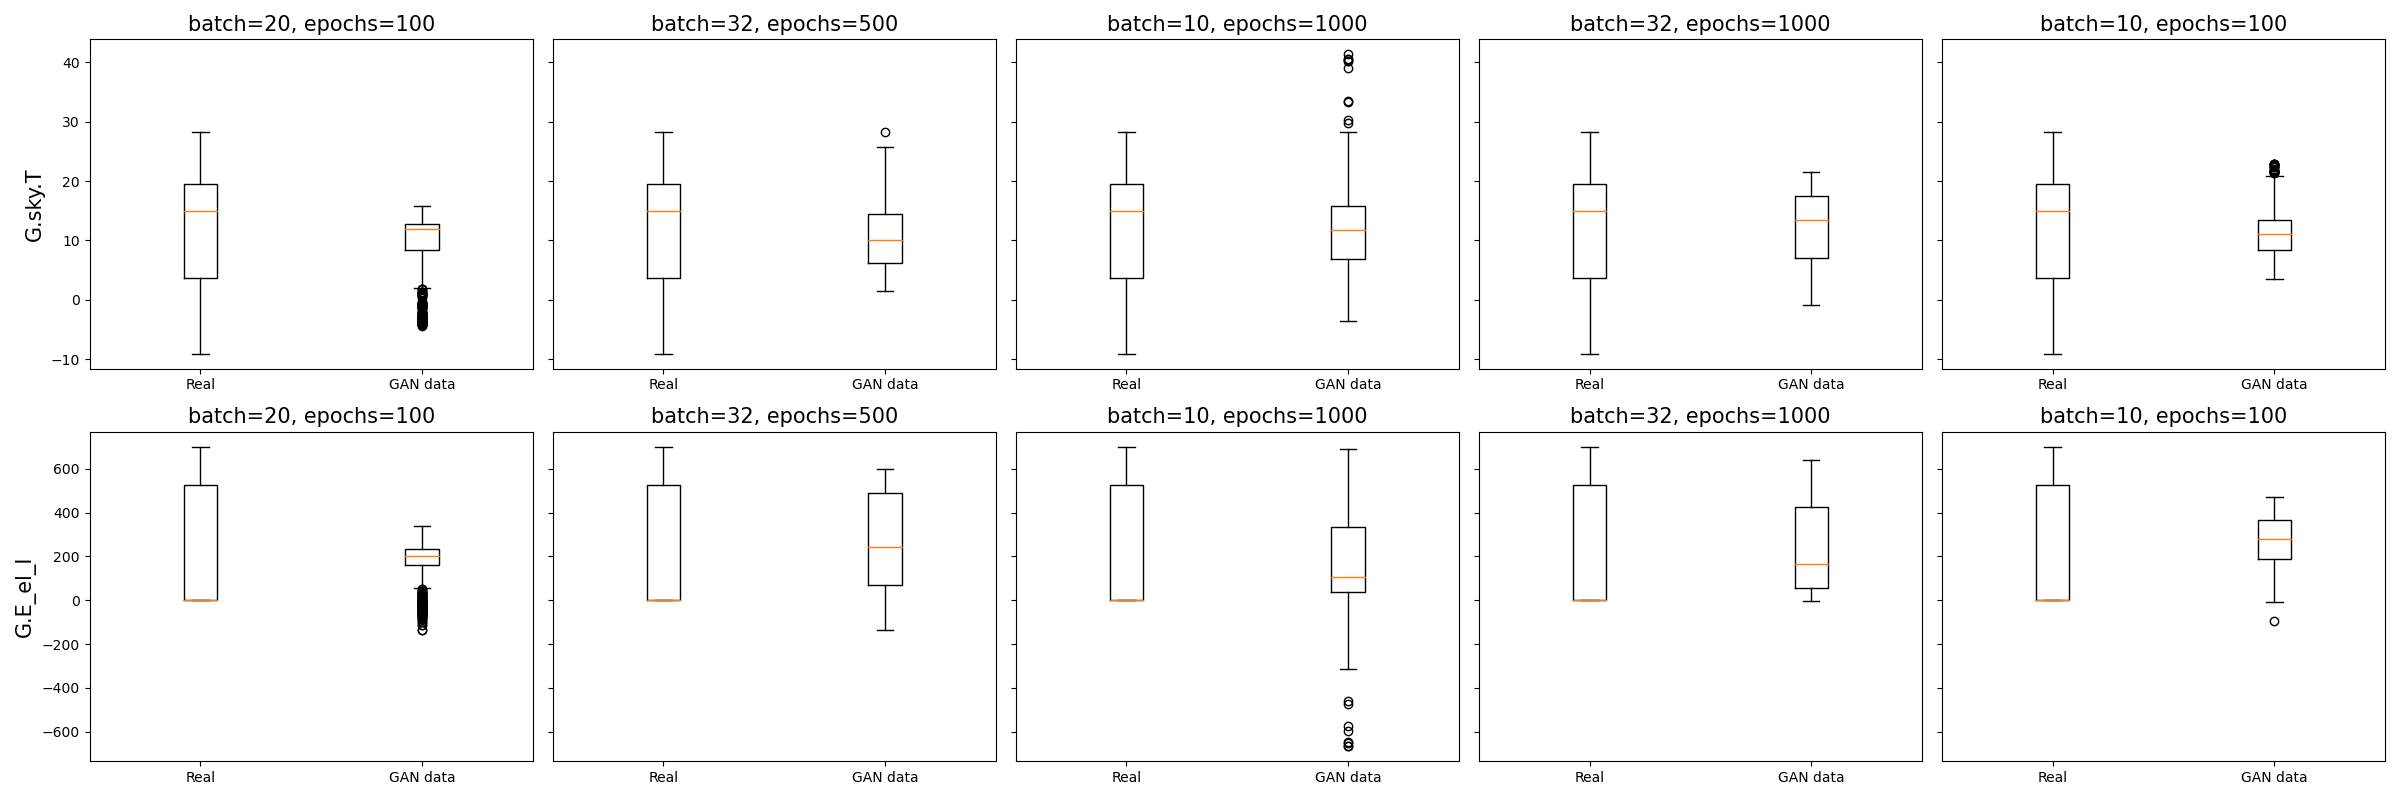 batch=20, epochs=100
batch=32, epochs=500
batch=10, epochs=1000
batch=32, epochs=1000
batch=10, epochs=100
G.sky.T
40
30
20
10
0
−10
Real
GAN data
Real
GAN data
Real
GAN data
Real
GAN data
Real
GAN data
batch=20, epochs=100
batch=32, epochs=500
batch=10, epochs=1000
batch=32, epochs=1000
batch=10, epochs=100
G.E_el_I
600
400
200
0
−200
−400
−600
Real
GAN data
Real
GAN data
Real
GAN data
Real
GAN data
Real
GAN data